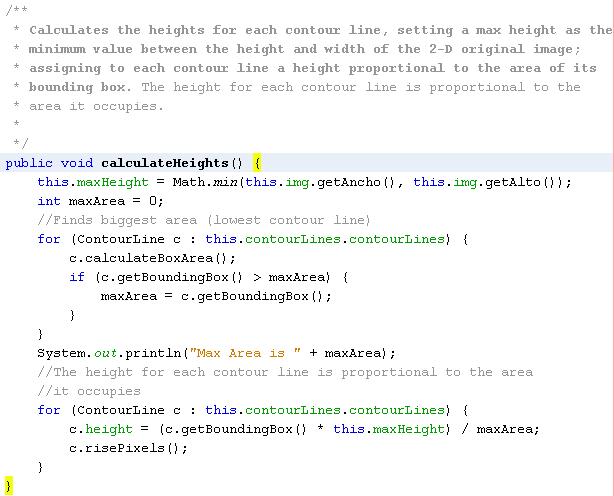 /**
 * Calculates the heights for each contour line, setting a max height as the
 * minimum value between the height and width of the 2-D original image;
 * assigning to each contour line a height proportional to the area of its
 * bounding box. The height for each contour line is proportional to the
 * area it occupies.
 *
 */
public void calculateHeights() {
    this.maxHeight = Math.min(this.img.getAncho(), this.img.getAlto());
    int maxArea = 0;
    //Finds biggest area (lowest contour line)
    for (ContourLine c : this.contourLines.contourLines) {
        c.calculateBoxArea();
        if (c.getBoundingBox() > maxArea) {
            maxArea = c.getBoundingBox();
        }
    }
    System.out.println("Max Area is " + maxArea);
    //The height for each contour line is proportional to the area
    //it occupies
    for (ContourLine c : this.contourLines.contourLines) {
        c.height = (c.getBoundingBox() * this.maxHeight) / maxArea;
        c.risePixels();
    }
}